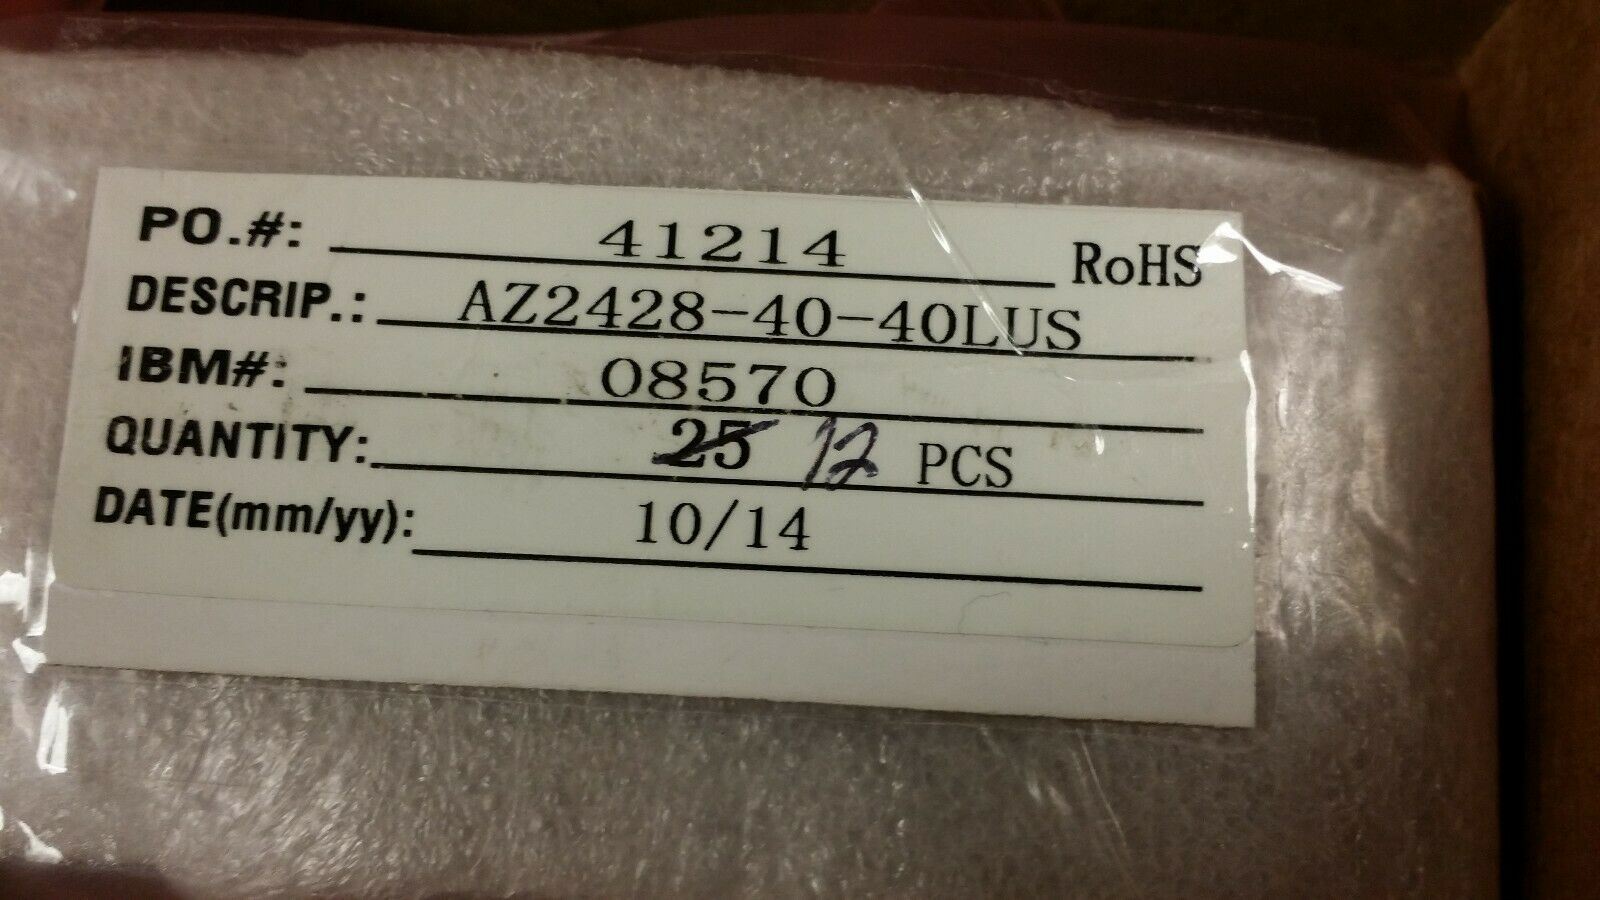 PO.#: 41214 RoHS
DESCRIP.: AZ2428-40-40LUS
IBM#: 08570
QUANTITY: 25 12 PCS
DATE(mm/yy): 10/14